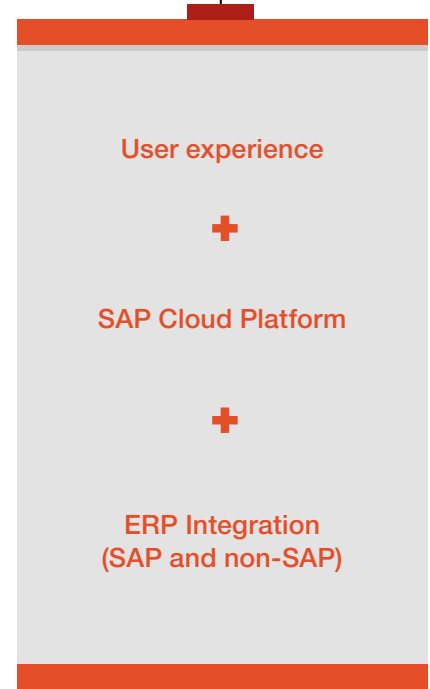 User experience
+
SAP Cloud Platform
+
ERP Integration
(SAP and non-SAP)